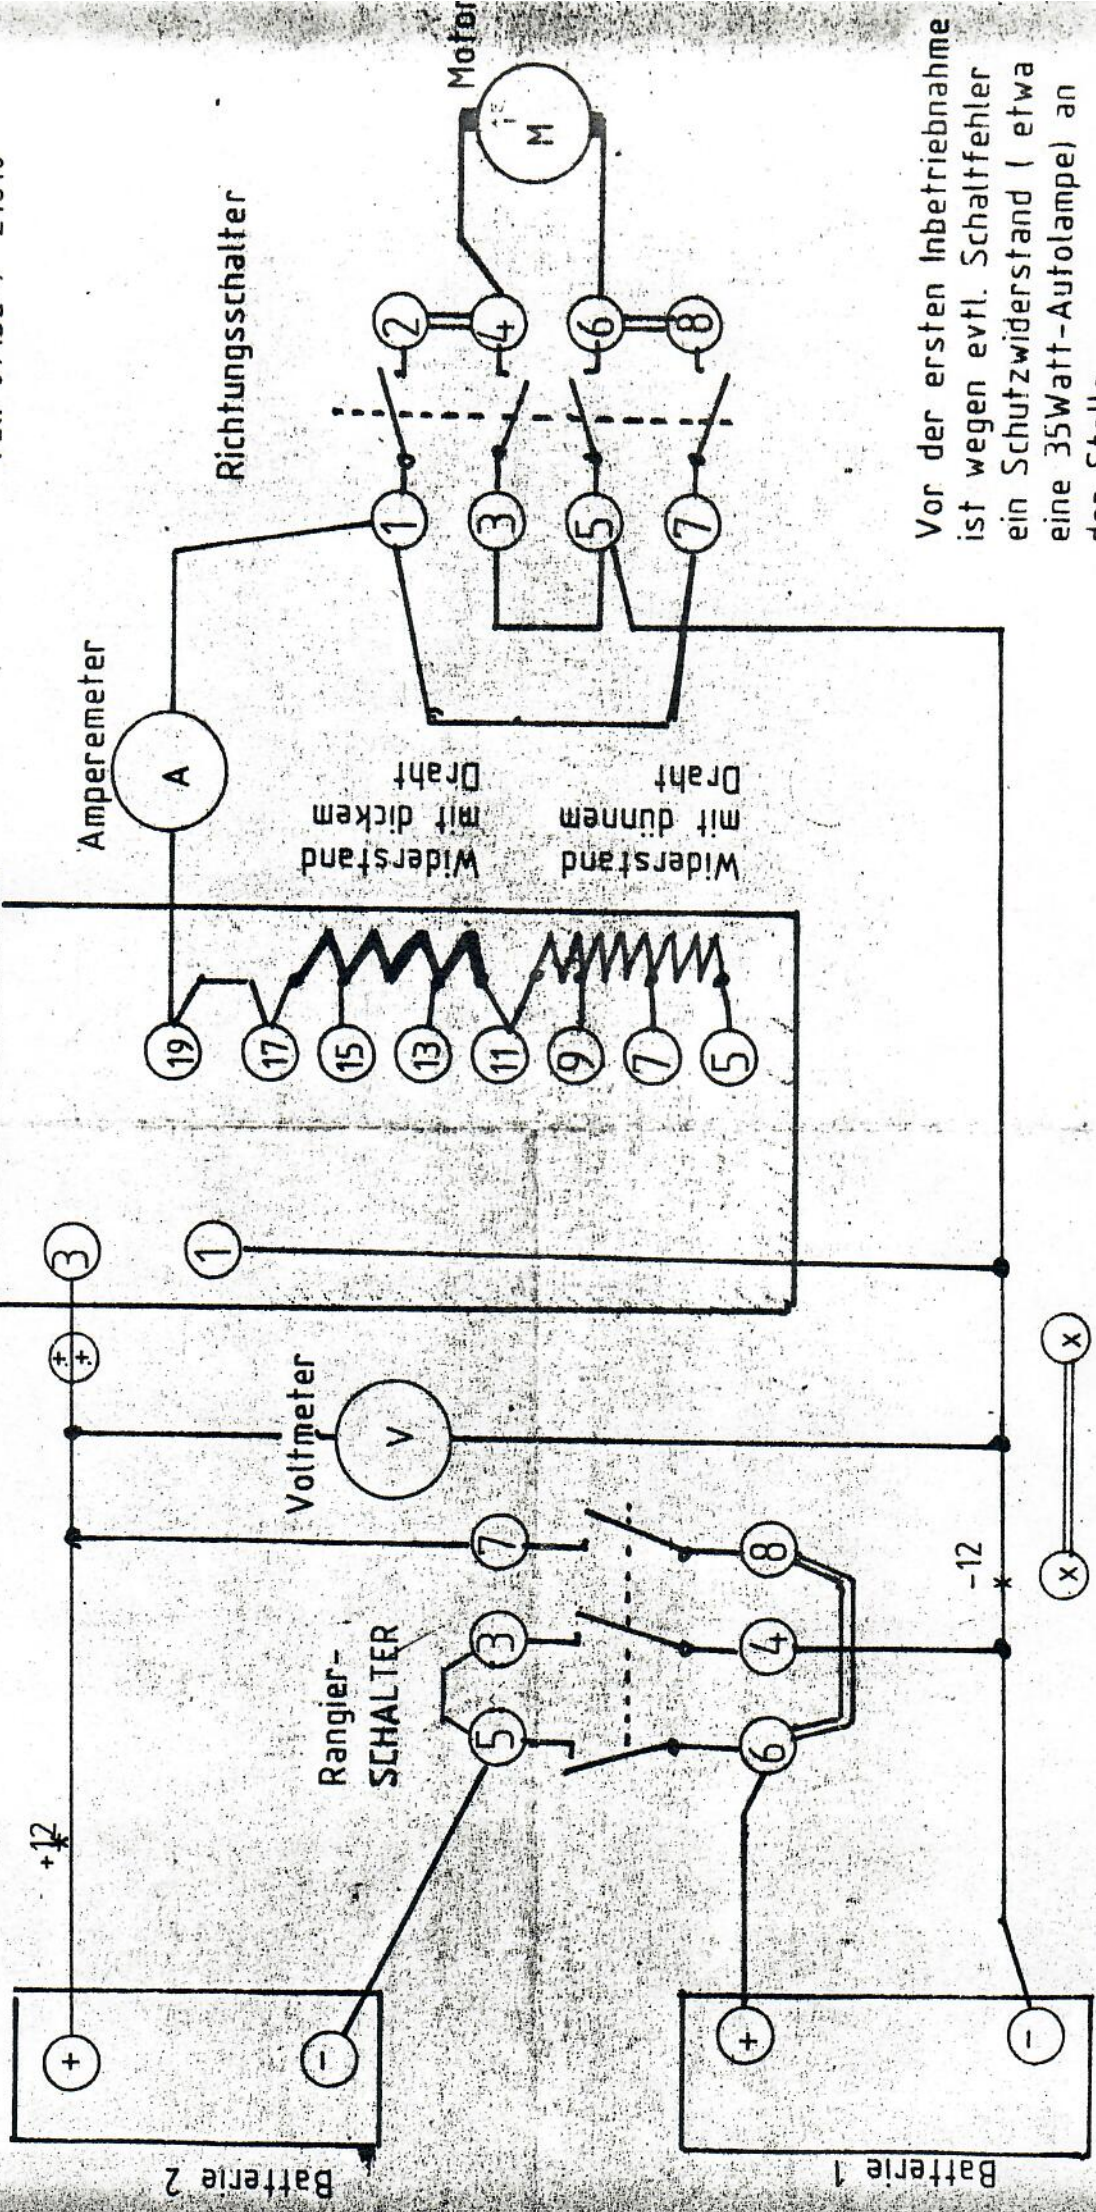 Richtungsschalter
Motor
M
2
4
6
8
1
3
5
7
Amperemeter
A
Widerstand
mit dickem
Draht
Widerstand
mit dünnem
Draht
19
17
15
13
11
9
7
5
3
1
Voltmeter
V
Rangier-
SCHALTER
5
3
7
6
4
8
+12
-12
x
x
+
-
Batterie 2
+
-
Batterie 1
Vor der ersten Inbetriebnahme
ist wegen evtl. Schaltfehler
ein Schutzwiderstand ( etwa
eine 35Watt-Autolampe) an